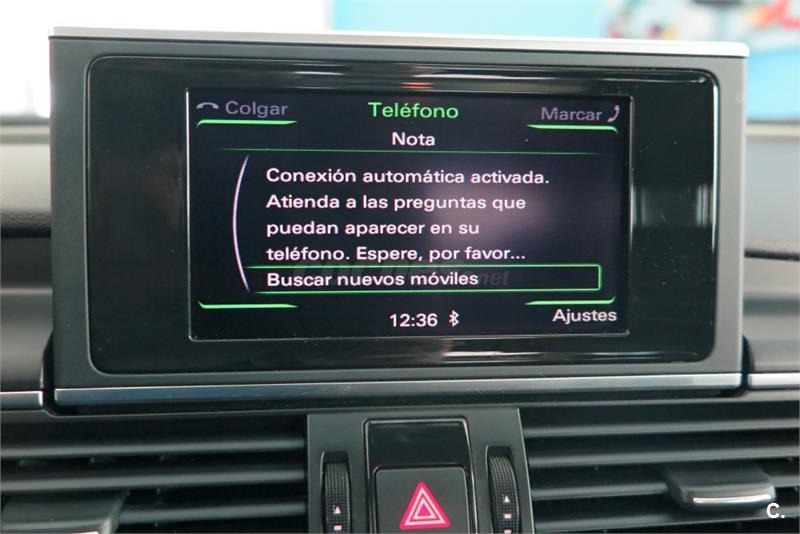 Colgar Teléfono Marcar
Nota
Conexión automática activada.
Atienda a las preguntas que
puedan aparecer en su
teléfono. Espere, por favor...
Buscar nuevos móviles
.net
12:36
Ajustes
C.